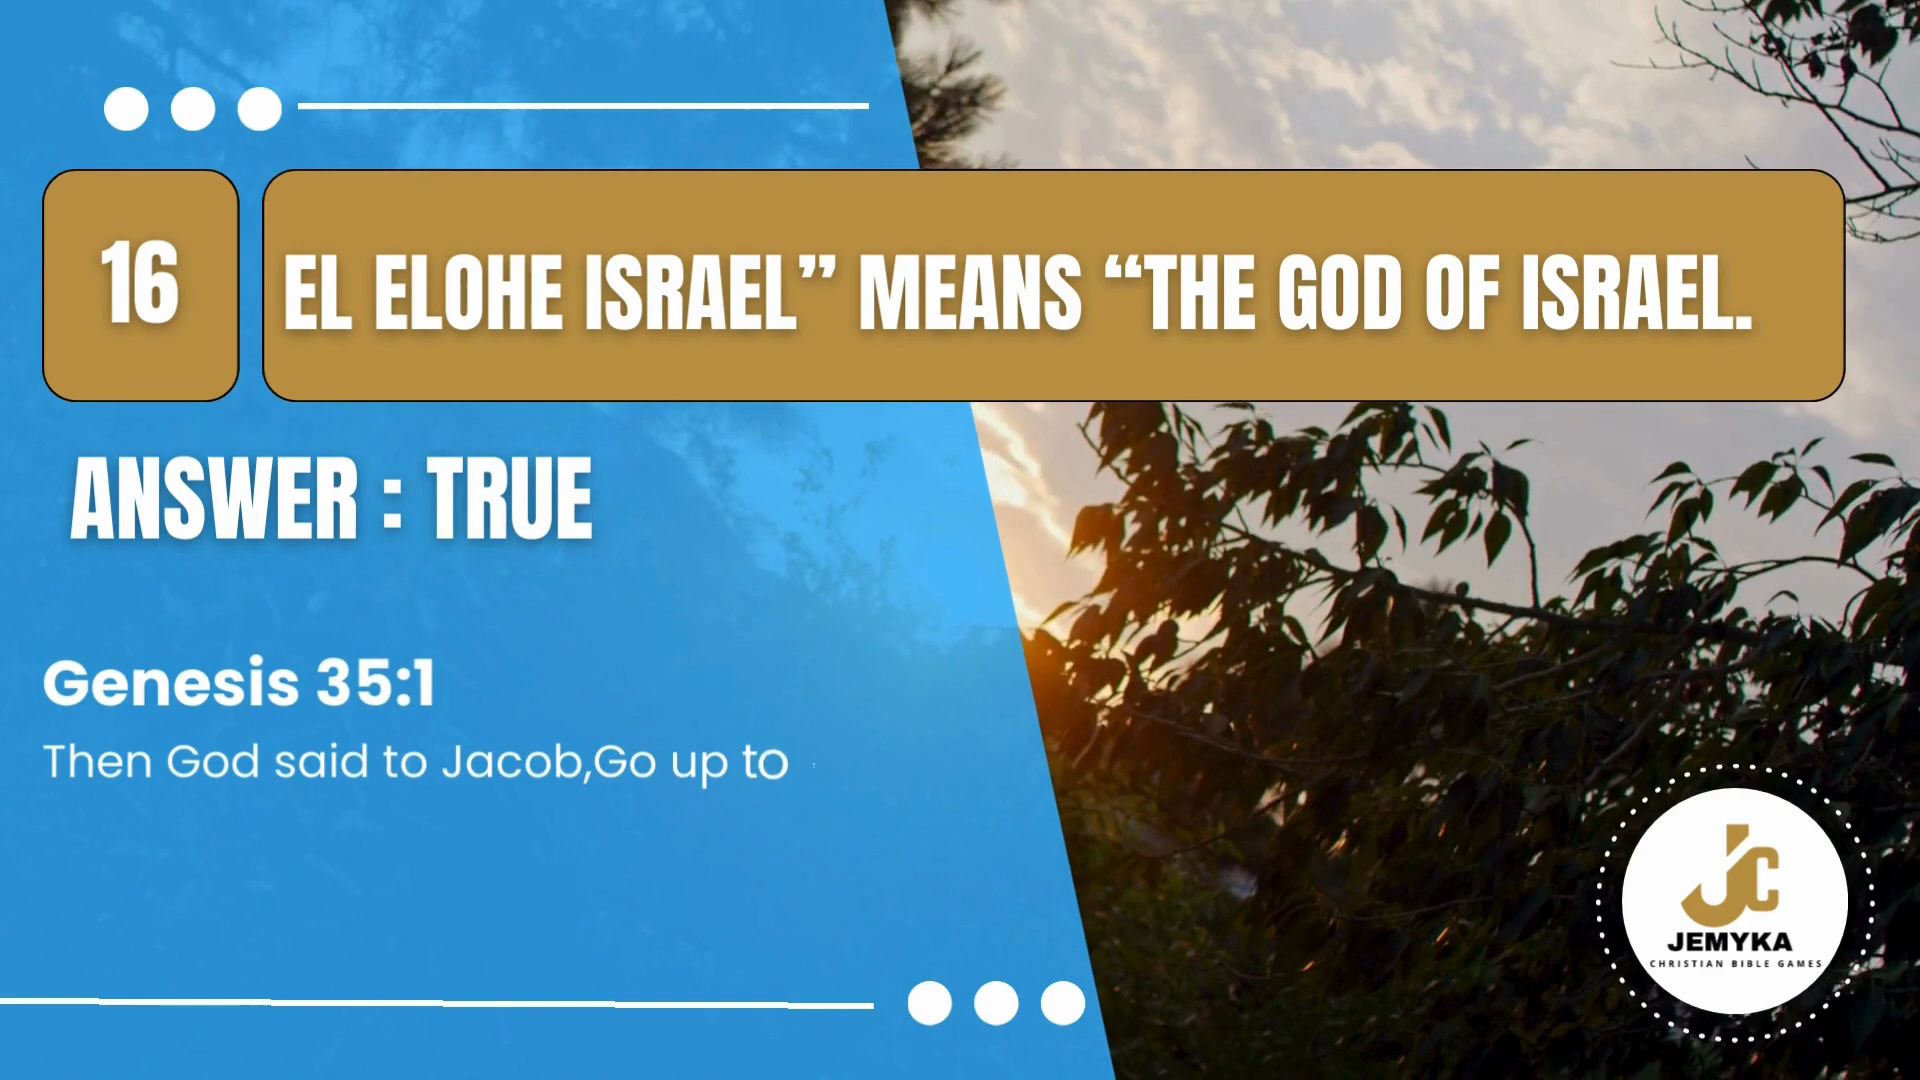 16
EL ELOHE ISRAEL” MEANS “THE GOD OF ISRAEL.
ANSWER : TRUE
Genesis 35:1
Then God said to Jacob,Go up to
JC
JEMYKA
CHRISTIAN BIBLE GAMES